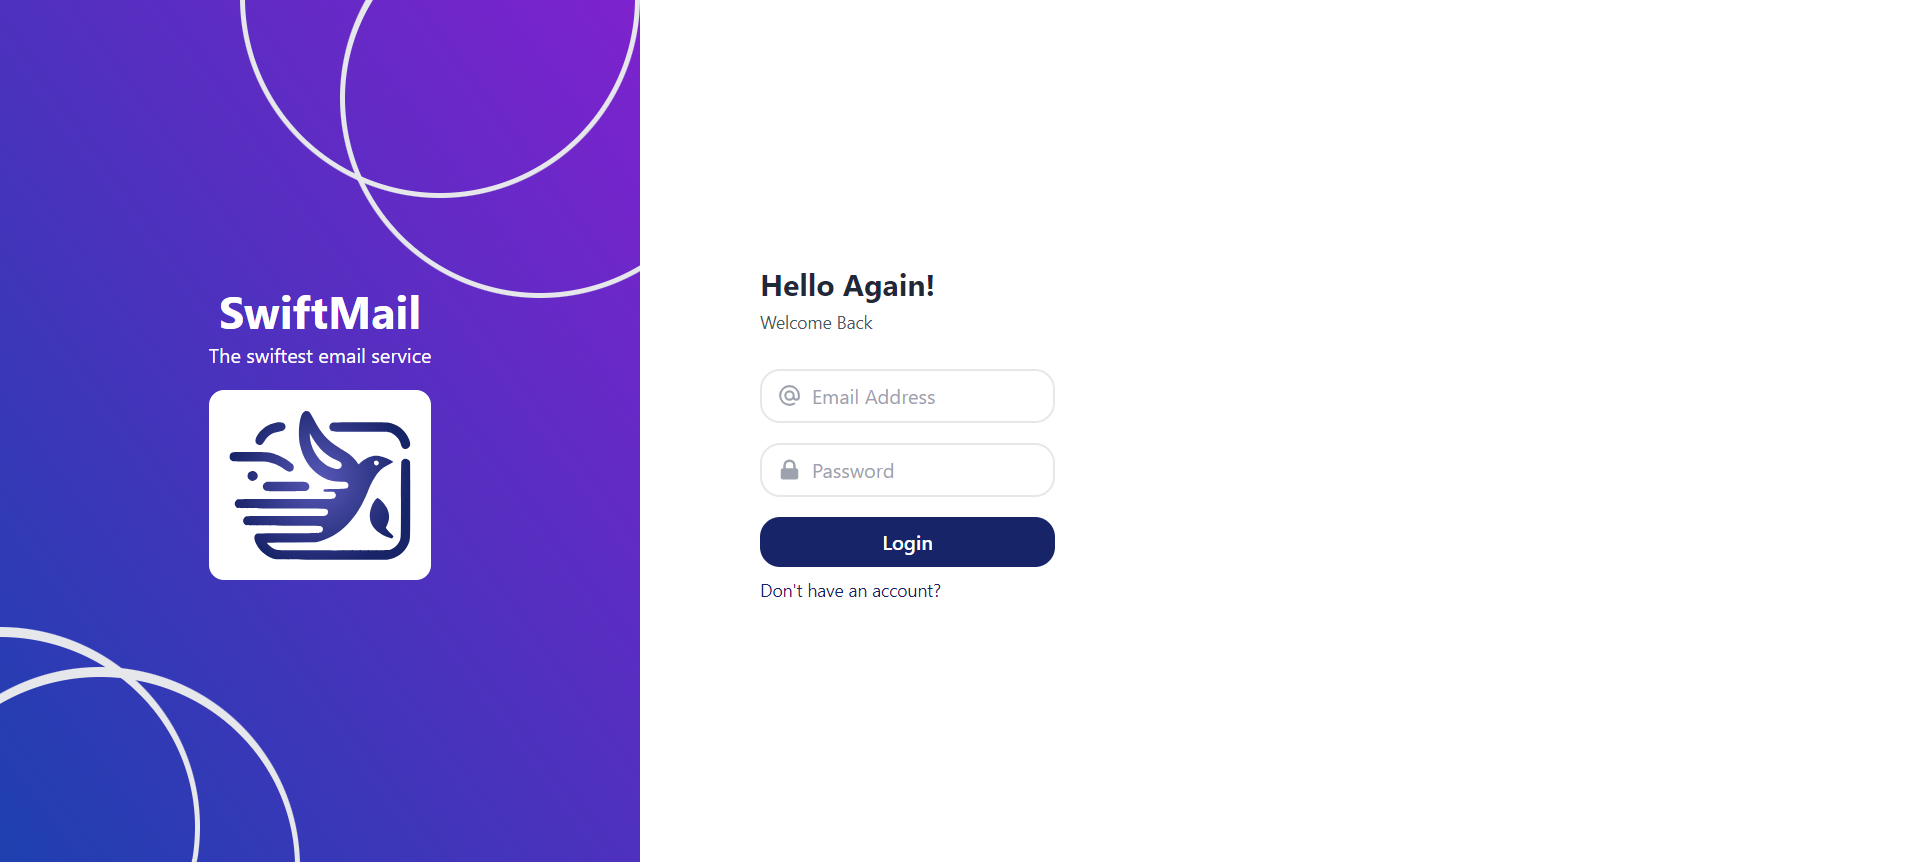 SwiftMail
The swiftest email service
Hello Again!
Welcome Back
Email Address
Password
Login
Don't have an account?